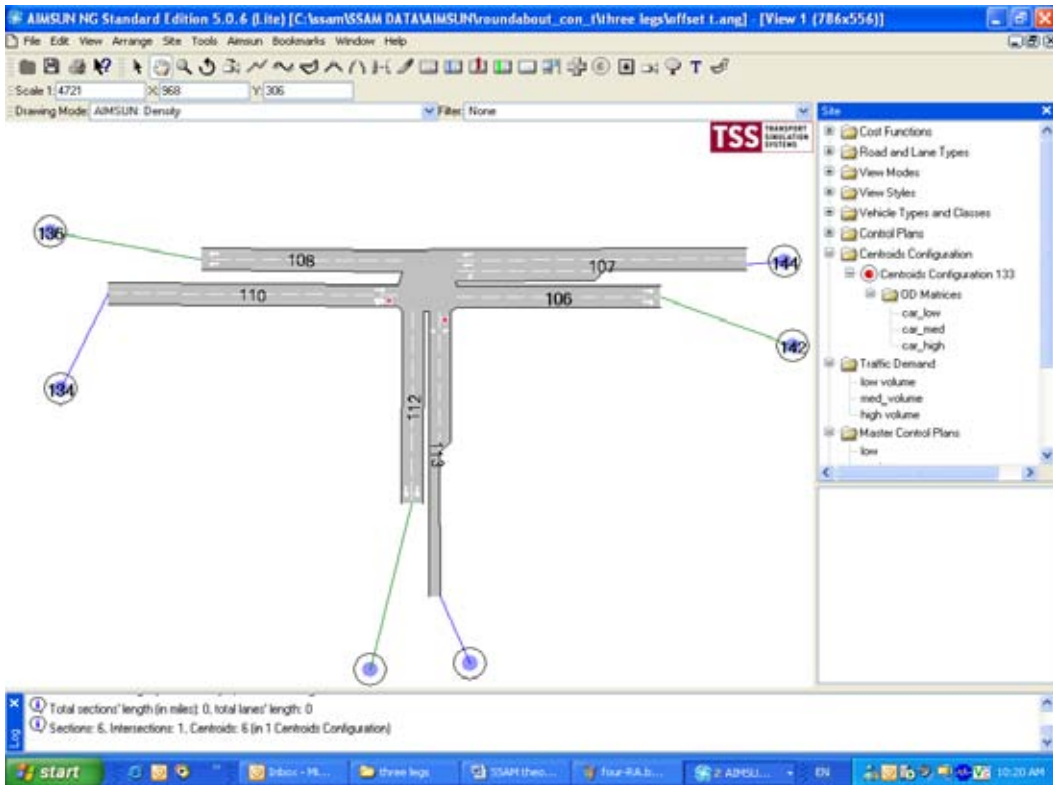 AIMSUN NG Standard Edition 5.0.6 (Lite) [C:\ssam\SSAM DATA\AIMSUN\roundabout_con_t\three legs\offset t.ang] - [View 1 (786x556)]
File Edit View Arrange Site Tools Aimsun Bookmarks Window Help
Scale 1: 4721 X: 968 Y: 306
Drawing Mode: AIMSUN: Density Filter: None
Site
TSS TRANSPORT SIMULATION SYSTEMS
Cost Functions
Road and Lane Types
View Modes
View Styles
Vehicle Types and Classes
Control Plans
Centroids Configuration
Centroids Configuration 133
OD Matrices
car_low
car_med
car_high
Traffic Demand
low volume
med_volume
high volume
Master Control Plans
low
136
108
107
144
110
106
142
134
112
113
Log
Total sections' length (in miles): 0, total lanes' length: 0
Sections: 6, Intersections: 1, Centroids: 6 (in 1 Centroids Configuration)
start Inbox - Mi... three legs SSAM theo... four-RA.b... 2 AIMSU... EN 10:20 AM